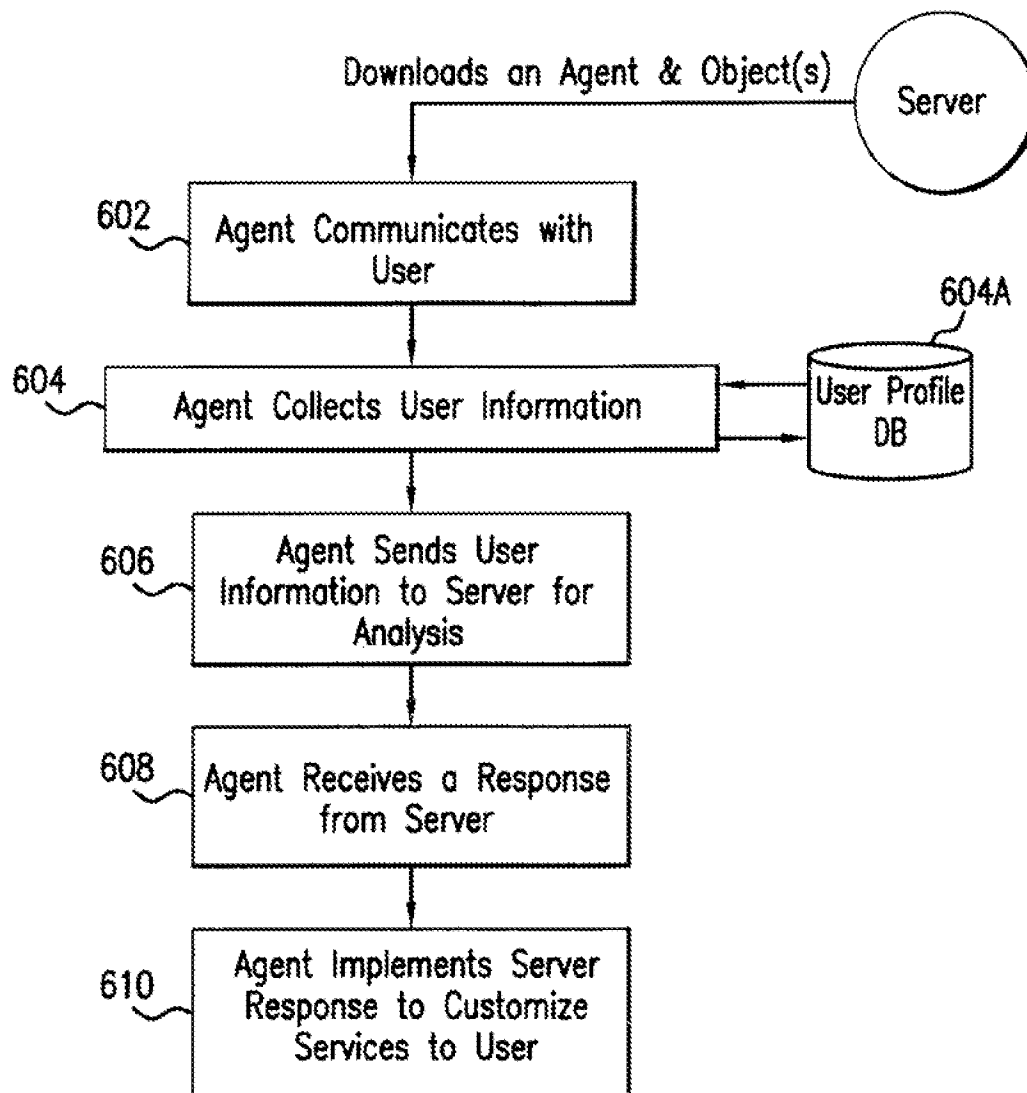 Downloads an Agent & Object(s)
Server
602
Agent Communicates with
User
604A
604
Agent Collects User Information
User Profile
DB
606
Agent Sends User
Information to Server for
Analysis
608
Agent Receives a Response
from Server
610
Agent Implements Server
Response to Customize
Services to User